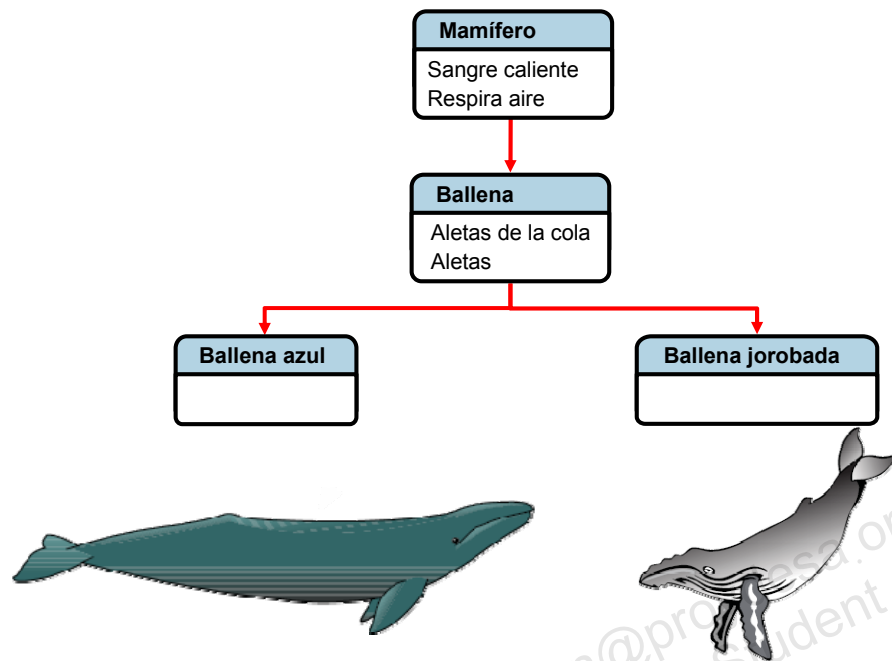 Mamífero
Sangre caliente
Respira aire
Ballena
Aletas de la cola
Aletas
Ballena azul
Ballena jorobada